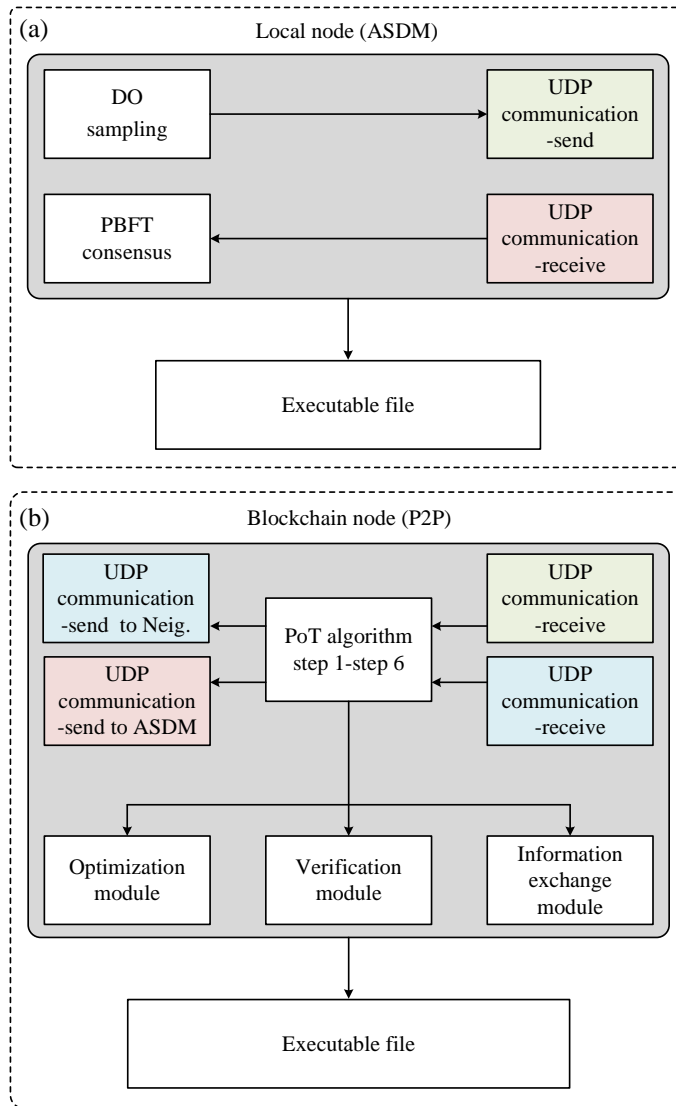 (a)
Local node (ASDM)
DO
sampling
UDP
communication
-send
PBFT
consensus
UDP
communication
-receive
Executable file
(b)
Blockchain node (P2P)
UDP
communication
-send to Neig.
PoT algorithm
step 1-step 6
UDP
communication
-receive
UDP
communication
-send to ASDM
UDP
communication
-receive
Optimization
module
Verification
module
Information
exchange
module
Executable file